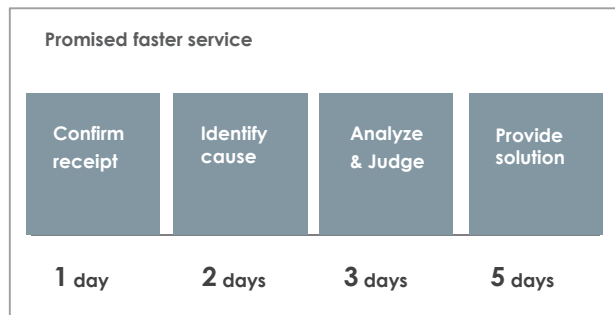 Promised faster service
Confirm
receipt
Identify
cause
Analyze
& Judge
Provide
solution
1 day
2 days
3 days
5 days